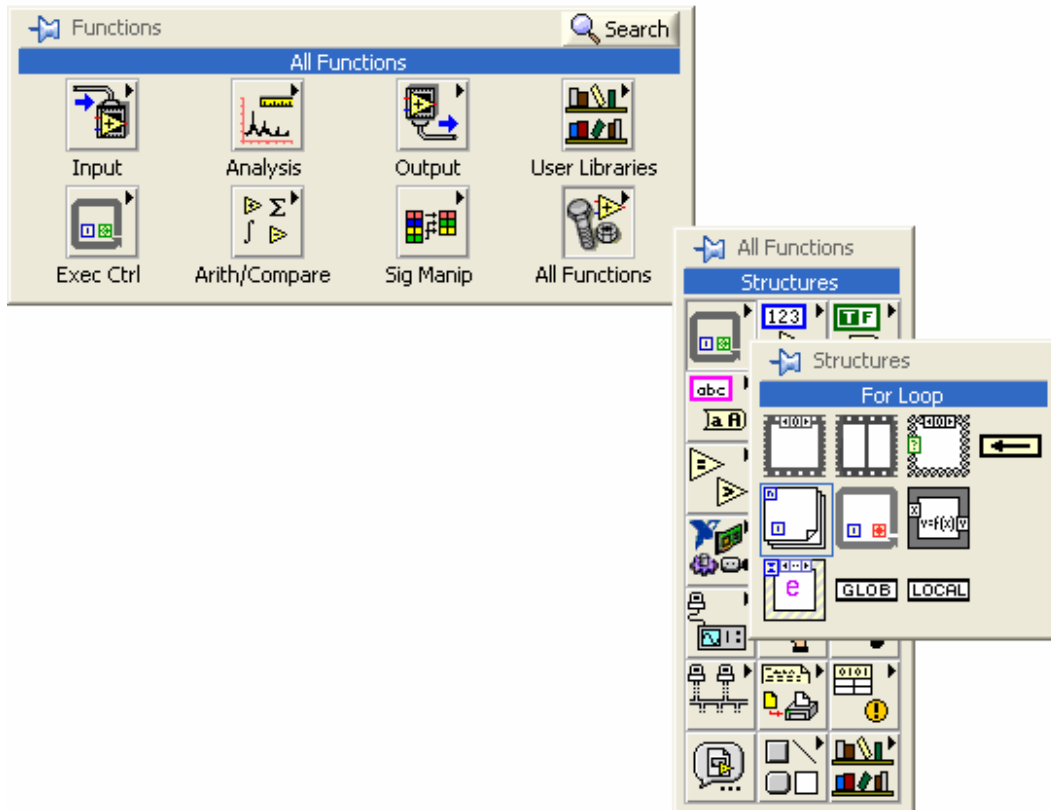 Functions
Search
All Functions
Input Analysis Output User Libraries
Exec Ctrl Arith/Compare Sig Manip All Functions
All Functions
Structures
123 T F
Structures
abc
For Loop
a A
v=f(x)
e GLOB LOCAL
0101